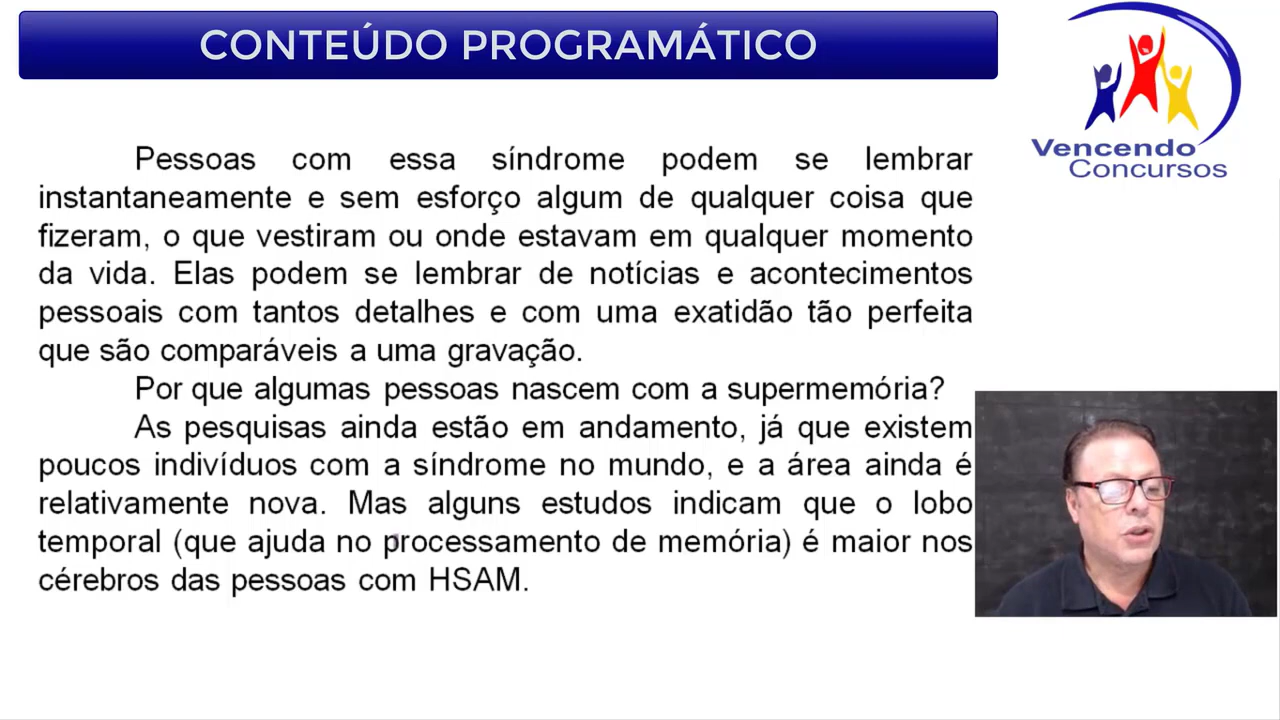 CONTEÚDO PROGRAMÁTICO
Vencendo
Concursos
Pessoas com essa síndrome podem se lembrar
instantaneamente e sem esforço algum de qualquer coisa que
fizeram, o que vestiram ou onde estavam em qualquer momento
da vida. Elas podem se lembrar de notícias e acontecimentos
pessoais com tantos detalhes e com uma exatidão tão perfeita
que são comparáveis a uma gravação.
Por que algumas pessoas nascem com a supermemória?
As pesquisas ainda estão em andamento, já que existem
poucos indivíduos com a síndrome no mundo, e a área ainda é
relativamente nova. Mas alguns estudos indicam que o lobo
temporal (que ajuda no processamento de memória) é maior nos
cérebros das pessoas com HSAM.